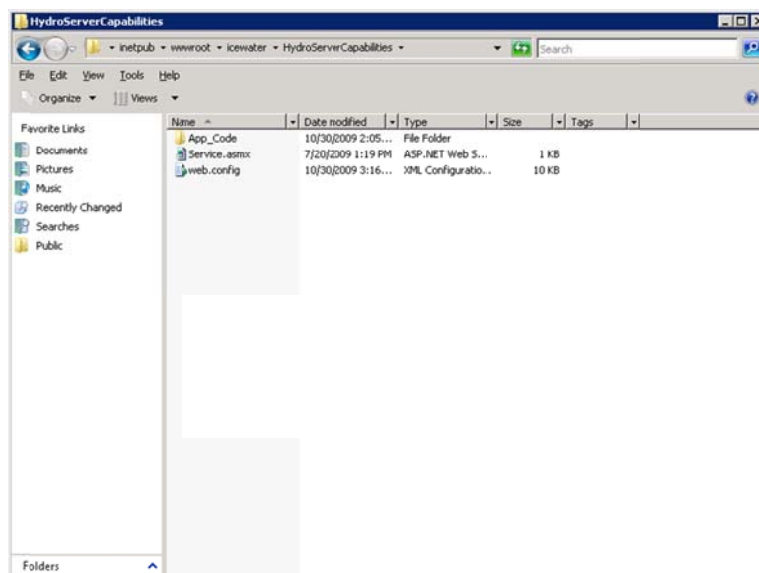 HydroServerCapabilities
inetpub wwwroot icewater HydroServerCapabilities Search
File Edit View Tools Help
Organize Views
Favorite Links
Documents
Pictures
Music
Recently Changed
Searches
Public
Folders
Name Date modified Type Size Tags
App_Code 10/30/2009 2:05... File Folder
Service.asmx 7/20/2009 1:19 PM ASP.NET Web S... 1 KB
web.config 10/30/2009 3:16... XML Configuratio... 10 KB